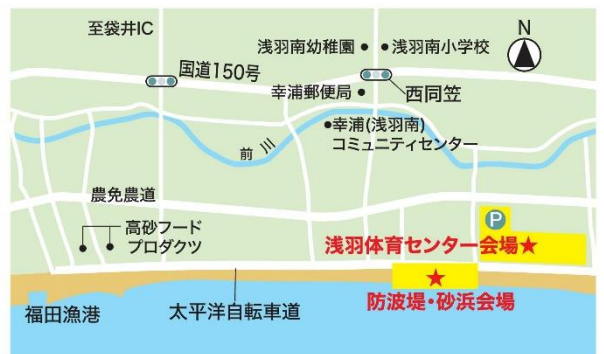 至袋井IC
国道150号
浅羽南幼稚園
浅羽南小学校
N
幸浦郵便局
西同笠
幸浦(浅羽南)
コミュニティセンター
前川
農免農道
高砂フード
プロダクツ
P
浅羽体育センター会場★
★
防波堤・砂浜会場
福田漁港
太平洋自転車道